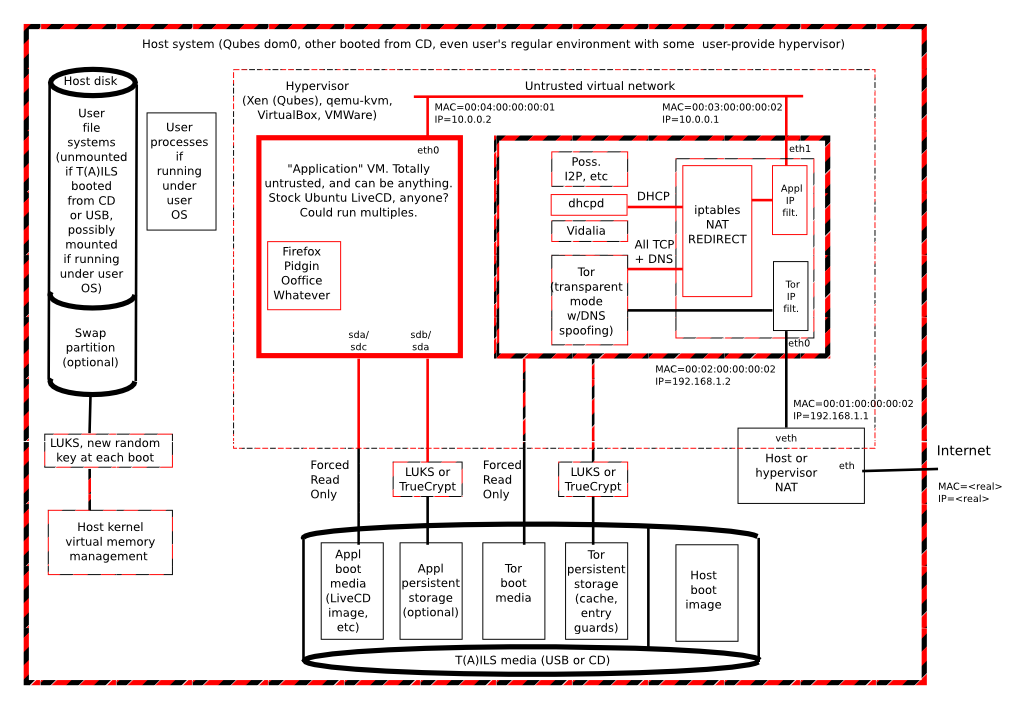 Host system (Qubes dom0, other booted from CD, even user's regular environment with some  user-provide hypervisor)
Host disk
User
file
systems
(unmounted
if T(A)ILS
booted
from CD
or USB,
possibly
mounted
if running
under user
OS)
Swap
partition
(optional)
User
processes
if
running
under
user
OS
LUKS, new random
key at each boot
Host kernel
virtual memory
management
Hypervisor
(Xen (Qubes), qemu-kvm,
VirtualBox, VMWare)
Untrusted virtual network
MAC=00:04:00:00:00:01
IP=10.0.0.2
MAC=00:03:00:00:00:02
IP=10.0.0.1
eth0
"Application" VM. Totally
untrusted, and can be anything.
Stock Ubuntu LiveCD, anyone?
Could run multiples.
Firefox
Pidgin
Ooffice
Whatever
sda/
sdc
sdb/
sda
eth1
Poss.
I2P, etc
dhcpd
Vidalia
Tor
(transparent
mode
w/DNS
spoofing)
DHCP
All TCP
+ DNS
iptables
NAT
REDIRECT
Appl
IP
filt.
Tor
IP
filt.
eth0
MAC=00:02:00:00:00:02
IP=192.168.1.2
MAC=00:01:00:00:00:02
IP=192.168.1.1
veth
Host or
hypervisor
NAT
eth
Internet
MAC=<real>
IP=<real>
Forced
Read
Only
LUKS or
TrueCrypt
Forced
Read
Only
LUKS or
TrueCrypt
Appl
boot
media
(LiveCD
image,
etc)
Appl
persistent
storage
(optional)
Tor
boot
media
Tor
persistent
storage
(cache,
entry
guards)
Host
boot
image
T(A)ILS media (USB or CD)